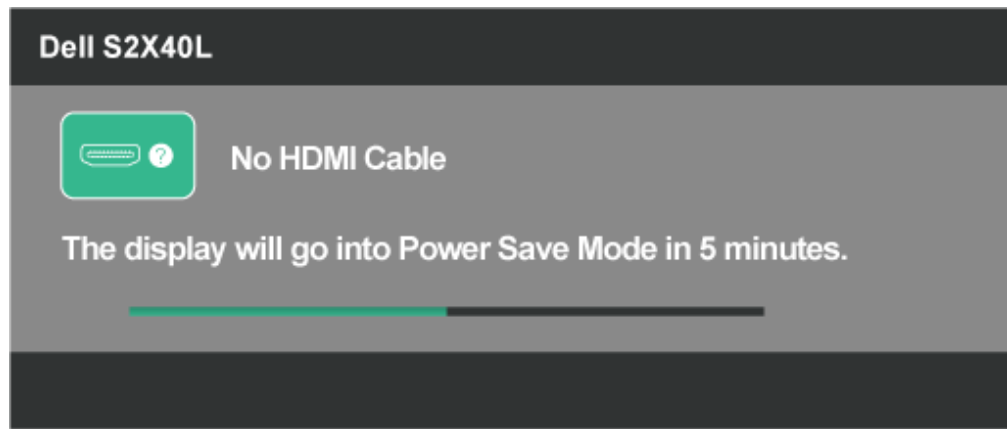 Dell S2X40L
? No HDMI Cable
The display will go into Power Save Mode in 5 minutes.